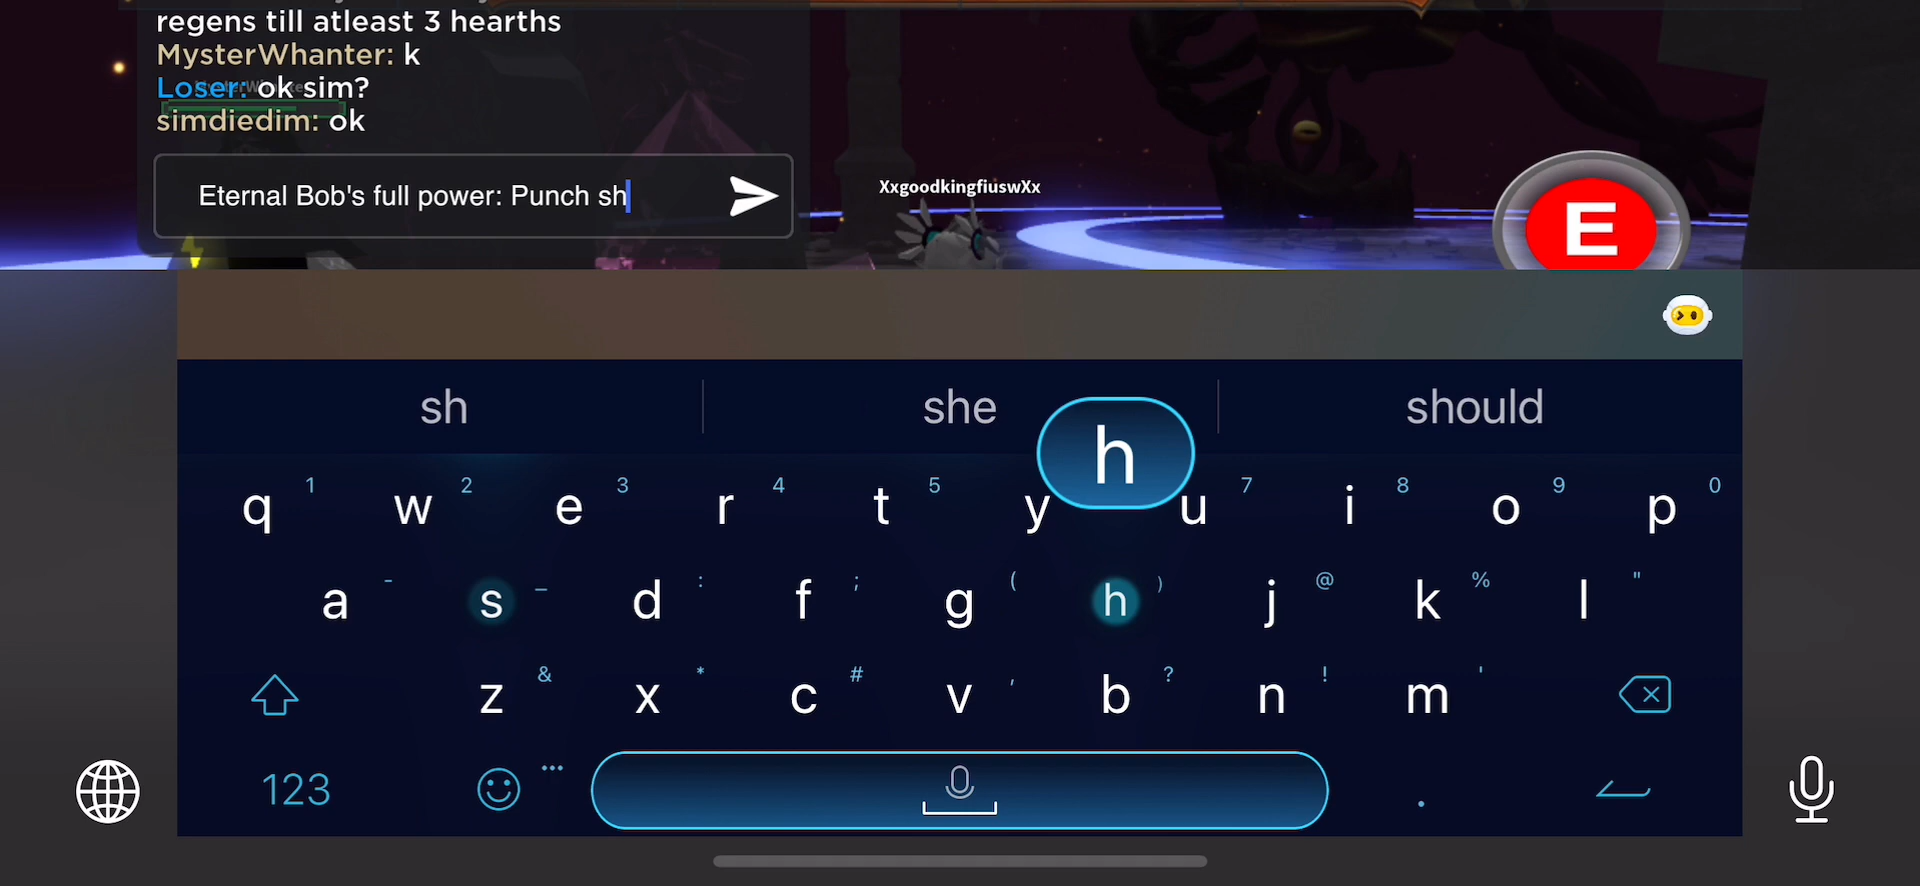 regens till atleast 3 hearths
MysterWhanter: k
Loser: ok sim?
simdiedim: ok
Eternal Bob's full power: Punch sh
XxgoodkingfiuswXx
E
sh she should
h
q 1 w 2 e 3 r 4 t 5 y u 7 i 8 o 9 p 0
a - s _ d : f ; g ( h ) j @ k % l "
z & x * c # v , b ? n ! m '
123 .